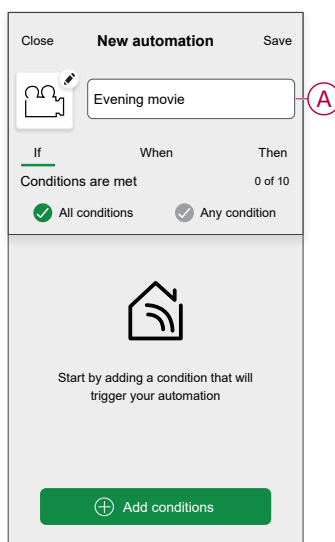 Close New automation Save
Evening movie
A
If When Then
Conditions are met 0 of 10
All conditions Any condition
Start by adding a condition that will
trigger your automation
Add conditions